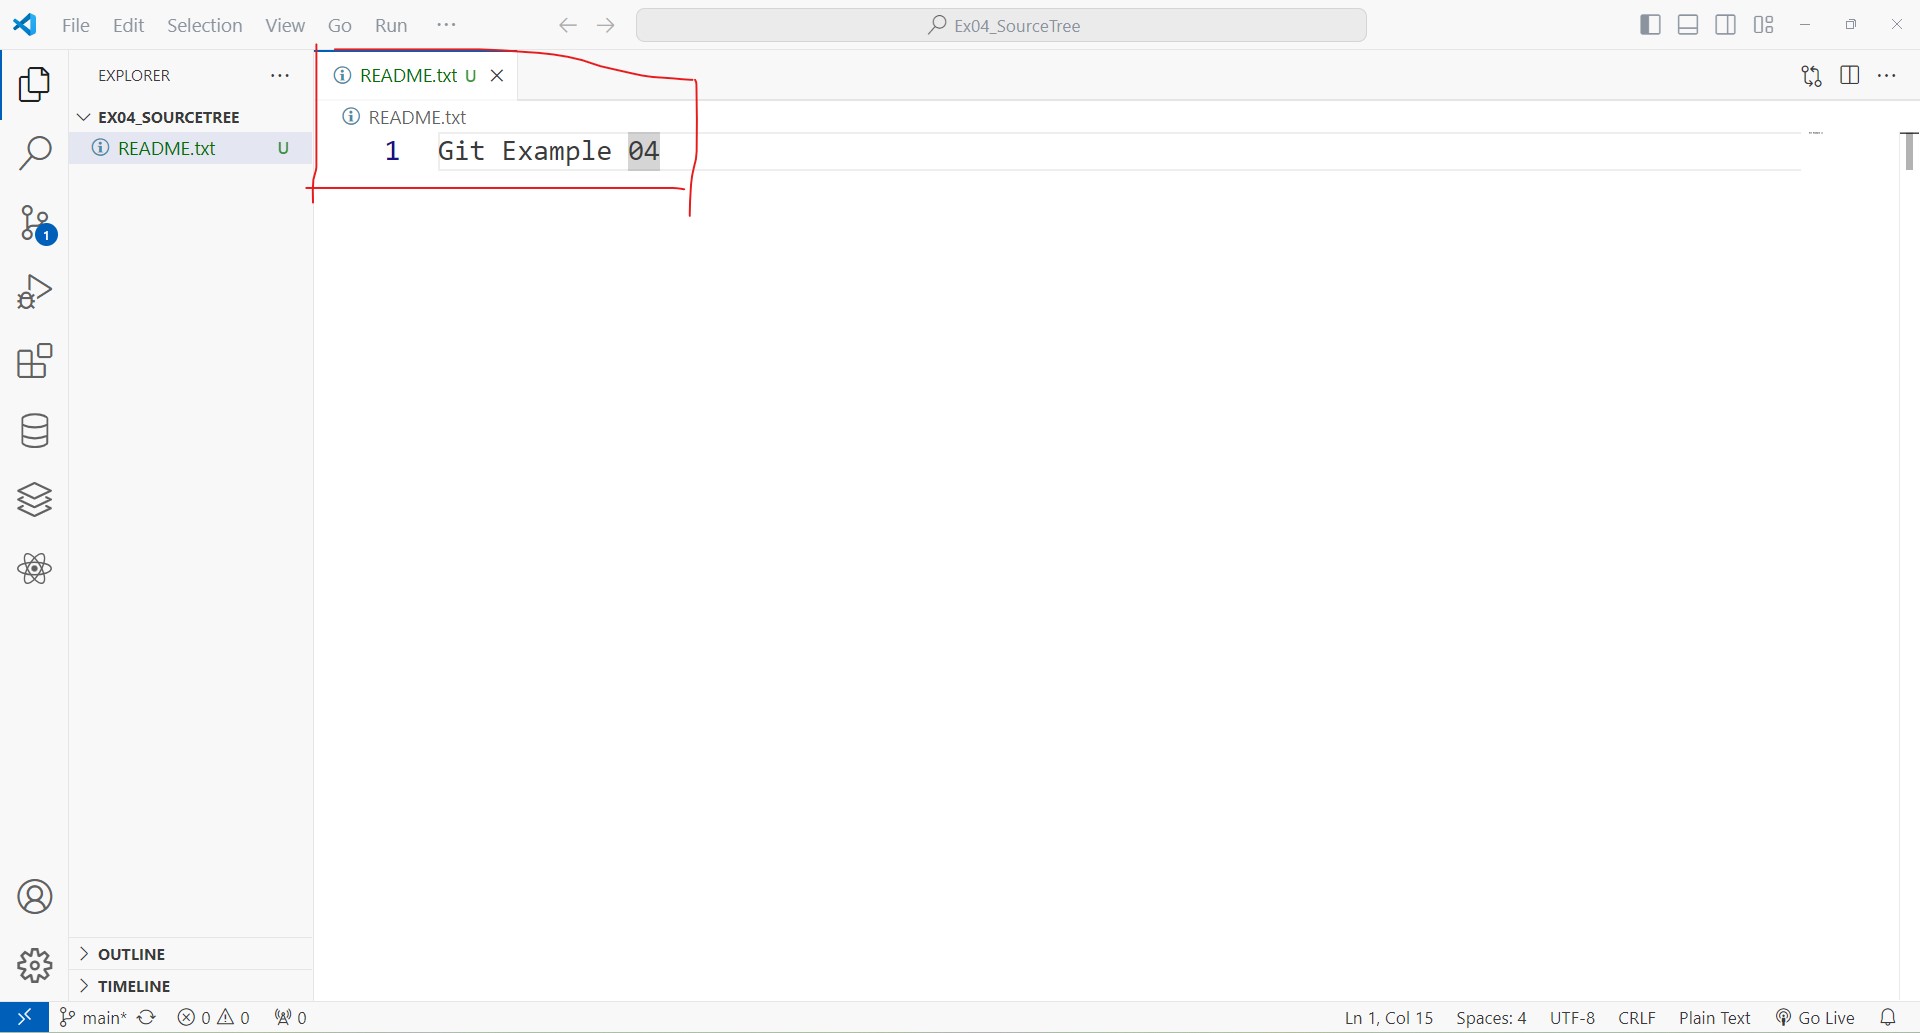 File Edit Selection View Go Run ···
Ex04_SourceTree
EXPLORER ···
EX04_SOURCETREE
README.txt U
README.txt U
README.txt
1 Git Example 04
1
OUTLINE
TIMELINE
main* 0 0 0
Ln 1, Col 15 Spaces: 4 UTF-8 CRLF Plain Text Go Live